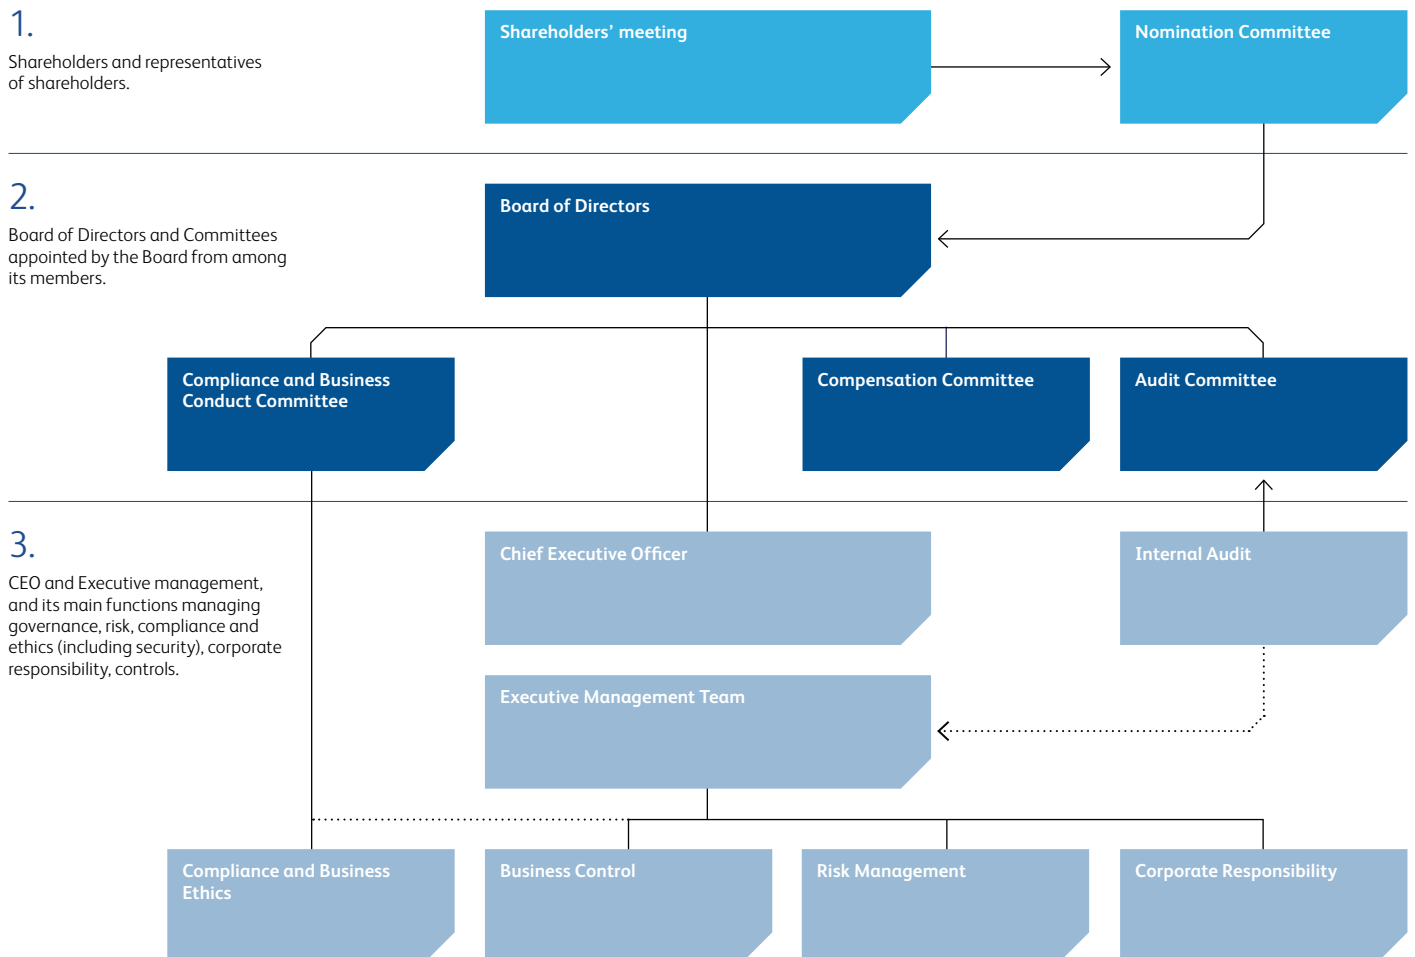 1.
Shareholders and representatives
of shareholders.
Shareholders’ meeting
Nomination Committee
2.
Board of Directors and Committees
appointed by the Board from among
its members.
Board of Directors
Compliance and Business
Conduct Committee
Compensation Committee
Audit Committee
3.
CEO and Executive management,
and its main functions managing
governance, risk, compliance and
ethics (including security), corporate
responsibility, controls.
Chief Executive Officer
Internal Audit
Executive Management Team
Compliance and Business
Ethics
Business Control
Risk Management
Corporate Responsibility